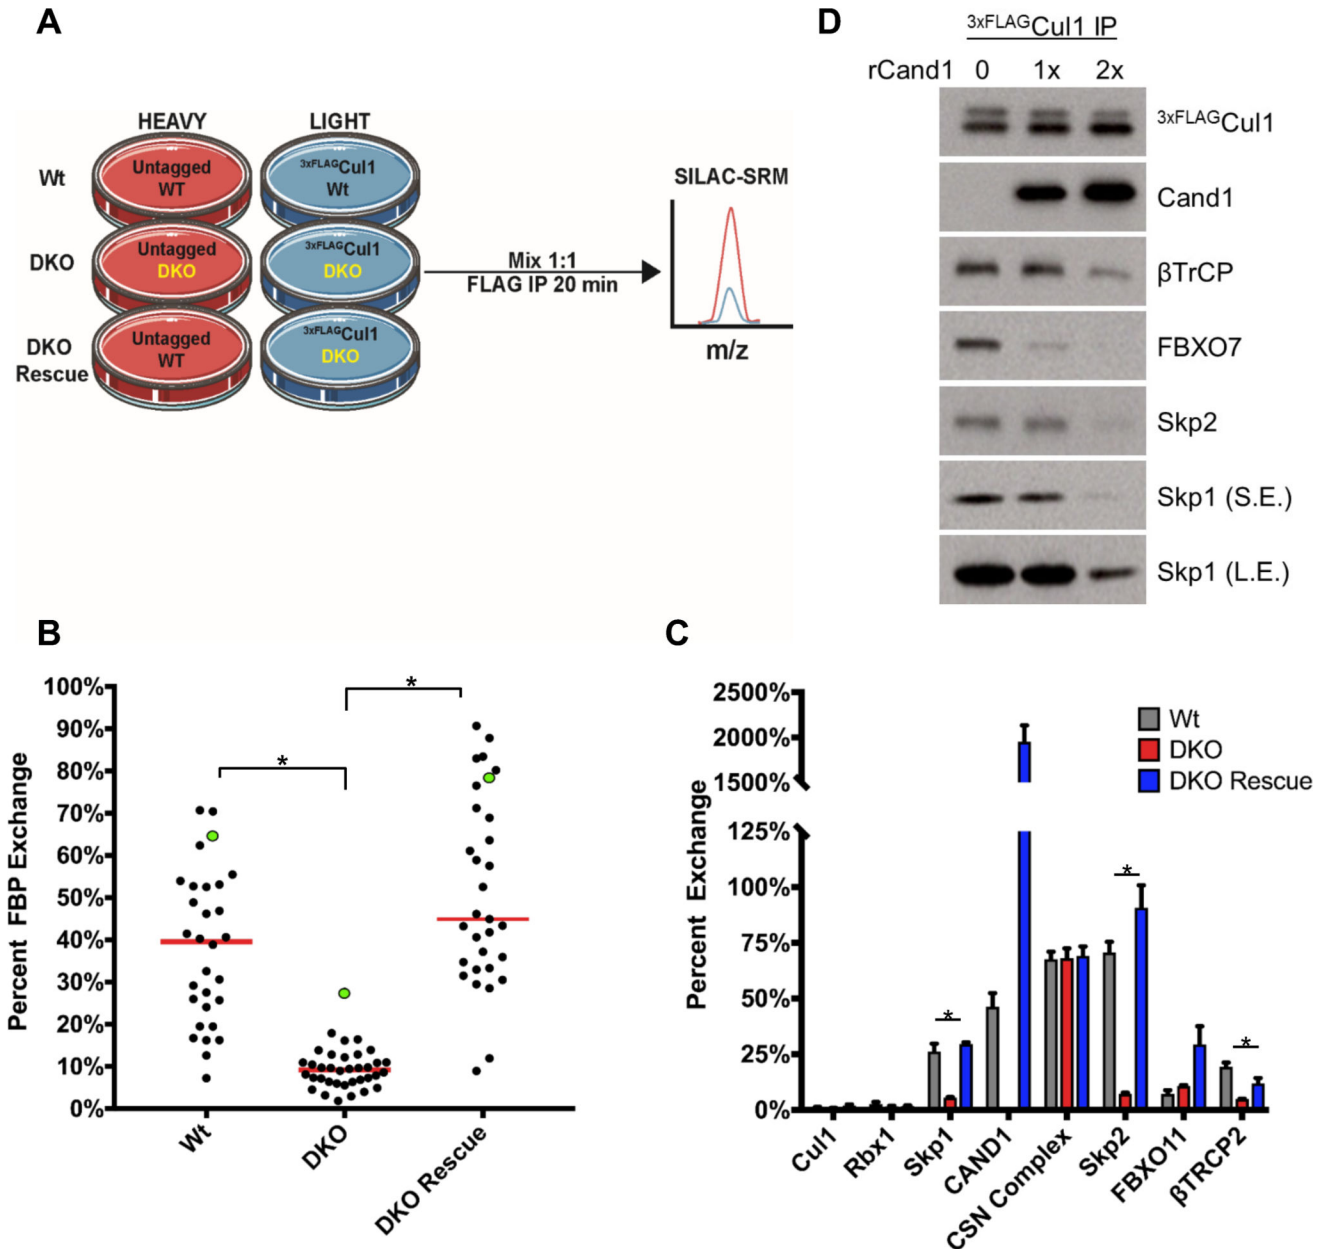 A
HEAVY
LIGHT
Wt
Untagged
WT
3xFLAGCul1
Wt
DKO
Untagged
DKO
3xFLAGCul1
DKO
DKO
Rescue
Untagged
WT
3xFLAGCul1
DKO
Mix 1:1
FLAG IP 20 min
SILAC-SRM
m/z
D
3xFLAGCul1 IP
rCand1 0 1x 2x
3xFLAGCul1
Cand1
βTrCP
FBXO7
Skp2
Skp1 (S.E.)
Skp1 (L.E.)
B
Percent FBP Exchange
100%
90%
80%
70%
60%
50%
40%
30%
20%
10%
0%
*
*
Wt
DKO
DKO Rescue
C
Percent Exchange
2500%
2000%
1500%
125%
100%
75%
50%
25%
0%
Wt
DKO
DKO Rescue
*
*
*
Cul1
Rbx1
Skp1
CAND1
CSN Complex
Skp2
FBXO11
βTRCP2